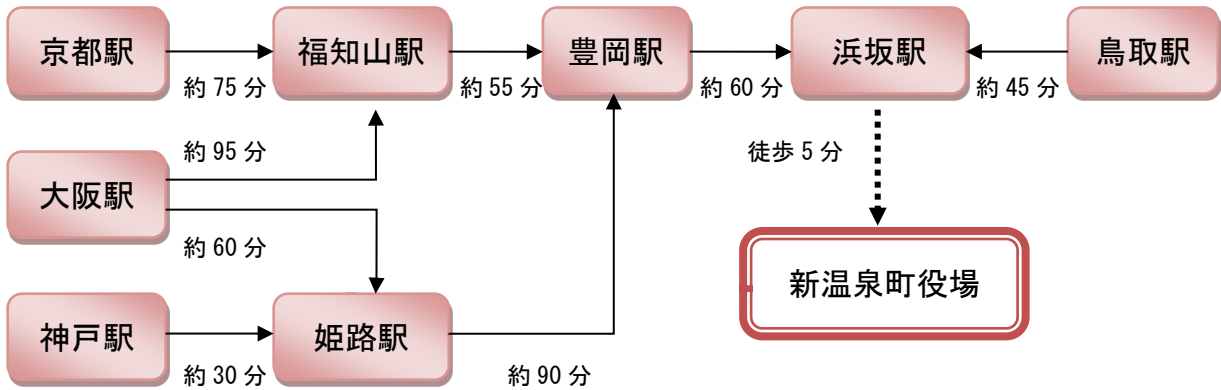 京都駅
福知山駅
豊岡駅
浜坂駅
鳥取駅
約 75 分
約 55 分
約 60 分
約 45 分
約 95 分
徒歩 5 分
大阪駅
約 60 分
新温泉町役場
神戸駅
姫路駅
約 30 分
約 90 分